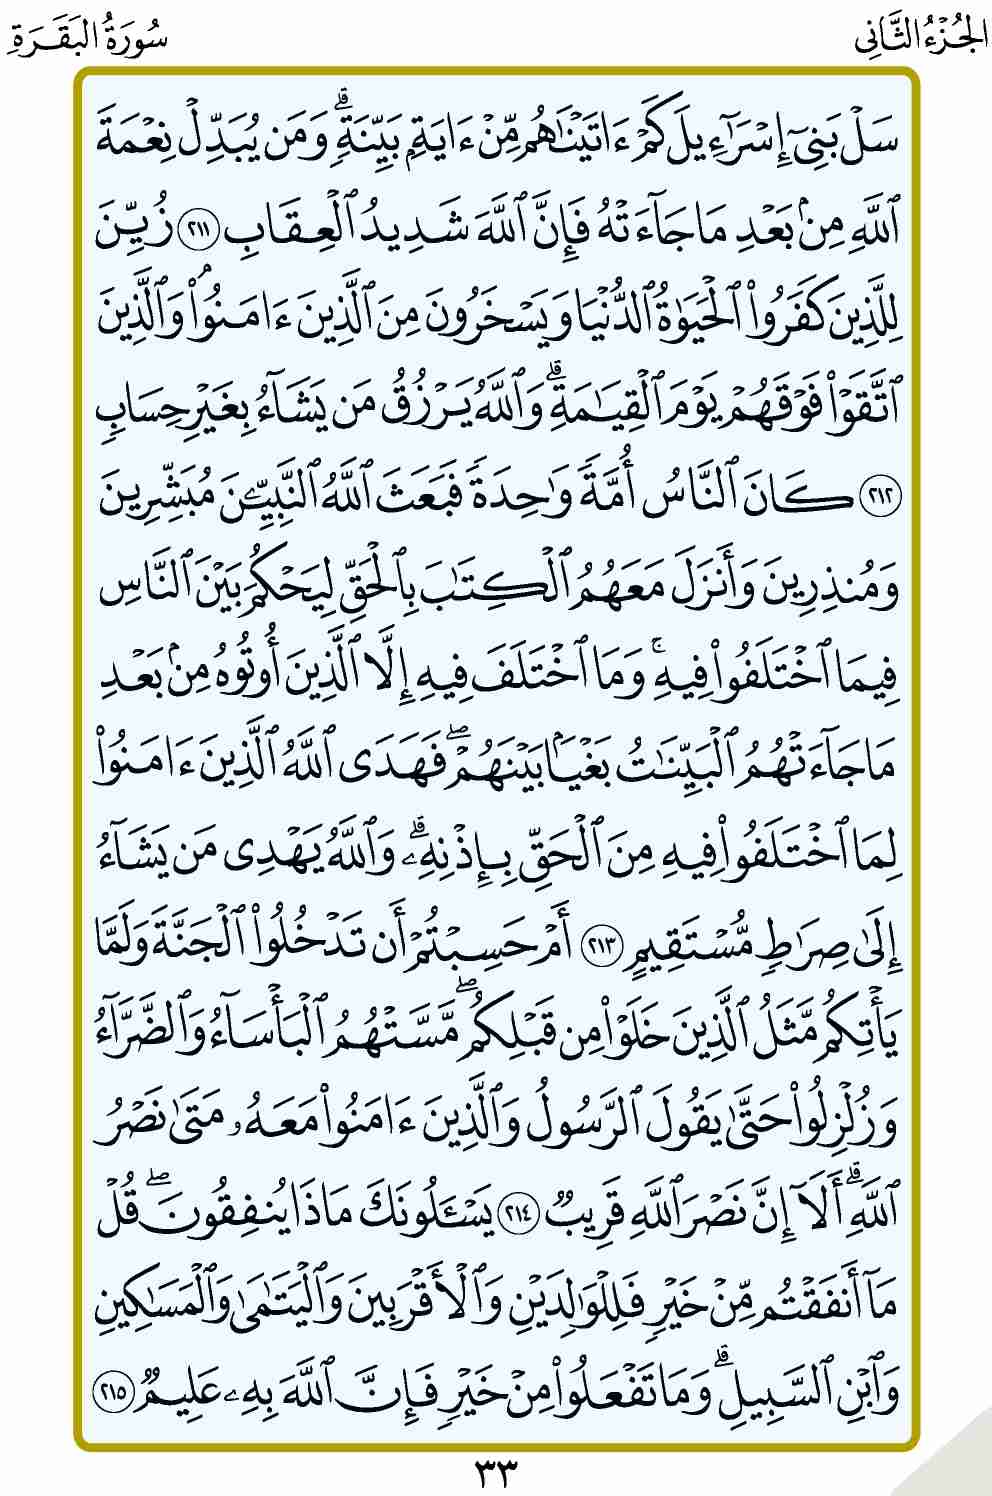 الجُزْءُ الثَّانِى
سُورَةُ البَقَرَةِ
سَلْ بَنِىٓ إِسْرَٰٓءِيلَ كَمْ ءَاتَيْنَٰهُم مِّنْ ءَايَةٍۭ بَيِّنَةٍۗ وَمَن يُبَدِّلْ نِعْمَةَ
ٱللَّهِ مِنۢ بَعْدِ مَا جَآءَتْهُ فَإِنَّ ٱللَّهَ شَدِيدُ ٱلْعِقَابِ ٢١١ زُيِّنَ
لِلَّذِينَ كَفَرُوا۟ ٱلْحَيَوٰةُ ٱلدُّنْيَا وَيَسْخَرُونَ مِنَ ٱلَّذِينَ ءَامَنُوا۟ۘ وَٱلَّذِينَ
ٱتَّقَوْا۟ فَوْقَهُمْ يَوْمَ ٱلْقِيَٰمَةِۗ وَٱللَّهُ يَرْزُقُ مَن يَشَآءُ بِغَيْرِ حِسَابٍ
٢١٢ كَانَ ٱلنَّاسُ أُمَّةً وَٰحِدَةً فَبَعَثَ ٱللَّهُ ٱلنَّبِيِّۦنَ مُبَشِّرِينَ
وَمُنذِرِينَ وَأَنزَلَ مَعَهُمُ ٱلْكِتَٰبَ بِٱلْحَقِّ لِيَحْكُمَ بَيْنَ ٱلنَّاسِ
فِيمَا ٱخْتَلَفُوا۟ فِيهِۚ وَمَا ٱخْتَلَفَ فِيهِ إِلَّا ٱلَّذِينَ أُوتُوهُ مِنۢ بَعْدِ
مَا جَآءَتْهُمُ ٱلْبَيِّنَٰتُ بَغْيًۢا بَيْنَهُمْۖ فَهَدَى ٱللَّهُ ٱلَّذِينَ ءَامَنُوا۟
لِمَا ٱخْتَلَفُوا۟ فِيهِ مِنَ ٱلْحَقِّ بِإِذْنِهِۦۗ وَٱللَّهُ يَهْدِى مَن يَشَآءُ
إِلَىٰ صِرَٰطٍ مُّسْتَقِيمٍ ٢١٣ أَمْ حَسِبْتُمْ أَن تَدْخُلُوا۟ ٱلْجَنَّةَ وَلَمَّا
يَأْتِكُم مَّثَلُ ٱلَّذِينَ خَلَوْا۟ مِن قَبْلِكُمۖ مَّسَّتْهُمُ ٱلْبَأْسَآءُ وَٱلضَّرَّآءُ
وَزُلْزِلُوا۟ حَتَّىٰ يَقُولَ ٱلرَّسُولُ وَٱلَّذِينَ ءَامَنُوا۟ مَعَهُۥ مَتَىٰ نَصْرُ
ٱللَّهِۗ أَلَآ إِنَّ نَصْرَ ٱللَّهِ قَرِيبٌ ٢١٤ يَسْـَٔلُونَكَ مَاذَا يُنفِقُونَۖ قُلْ
مَآ أَنفَقْتُم مِّنْ خَيْرٍ فَلِلْوَٰلِدَيْنِ وَٱلْأَقْرَبِينَ وَٱلْيَتَٰمَىٰ وَٱلْمَسَٰكِينِ
وَٱبْنِ ٱلسَّبِيلِۗ وَمَا تَفْعَلُوا۟ مِنْ خَيْرٍ فَإِنَّ ٱللَّهَ بِهِۦ عَلِيمٌ ٢١٥
٣٣